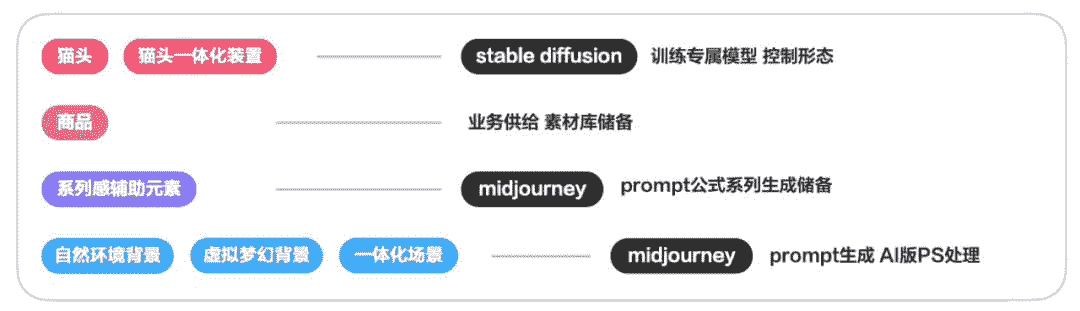 猫头 猫头一体化装置 stable diffusion 训练专属模型 控制形态
商品 业务供给 素材库储备
系列感辅助元素 midjourney prompt公式系列生成储备
自然环境背景 虚拟梦幻背景 一体化场景 midjourney prompt生成 AI版PS处理